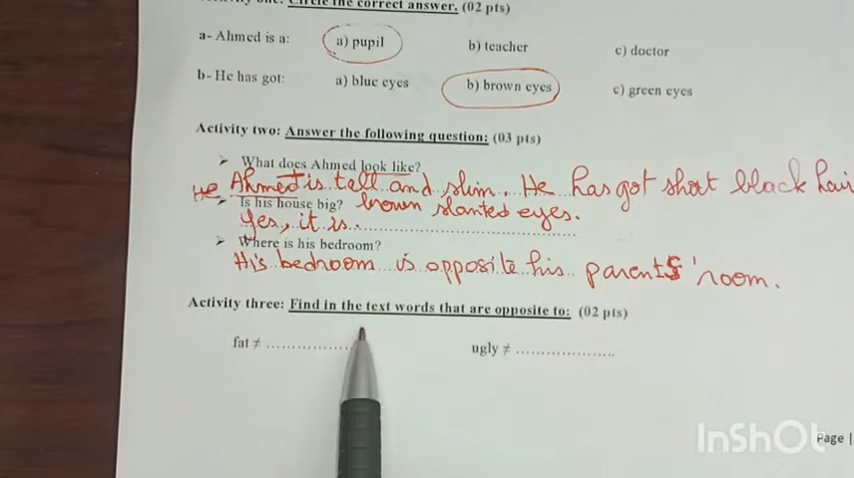 Circle the correct answer. (02 pts)
a- Ahmed is a: a) pupil b) teacher c) doctor
b- He has got: a) blue eyes b) brown eyes c) green eyes
Activity two: Answer the following question: (03 pts)
➢ What does Ahmed look like?
He Ahmed is tall and slim. He has got short black hair
➢ Is his house big? brown slanted eyes.
Yes, it is.
➢ Where is his bedroom?
His bedroom is opposite his parents' room.
Activity three: Find in the text words that are opposite to: (02 pts)
fat ≠ ................ ugly ≠ ....................
InShOt
Page |